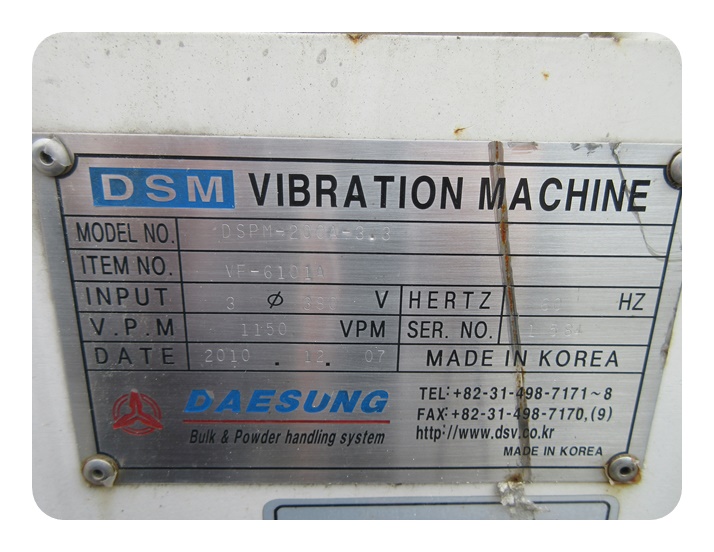 DSM VIBRATION MACHINE
MODEL NO.
ITEM NO. VF-6101A
INPUT 3 Ø V HERTZ HZ
V.P.M 1150 VPM SER. NO.
DATE 2010 . 12 . 07 MADE IN KOREA
DAESUNG
Bulk & Powder handling system
TEL:+82-31-498-7171~8
FAX:+82-31-498-7170,(9)
http://www.dsv.co.kr
MADE IN KOREA